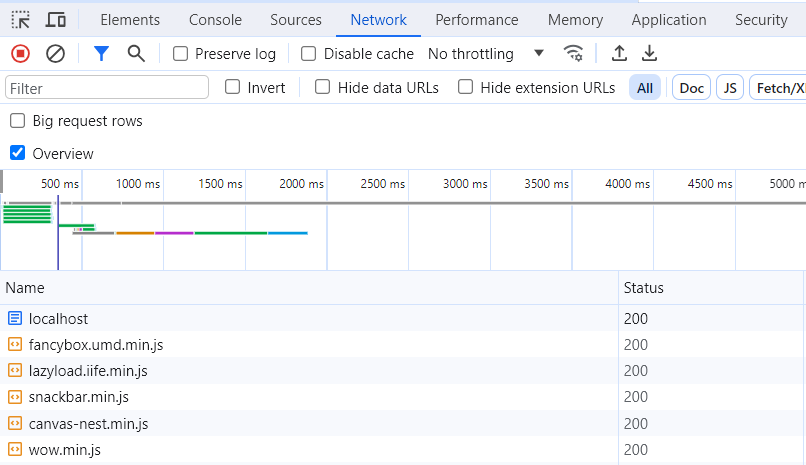 Elements Console Sources Network Performance Memory Application Security
Preserve log Disable cache No throttling
Filter Invert Hide data URLs Hide extension URLs All Doc JS Fetch/X
Big request rows
Overview
500 ms 1000 ms 1500 ms 2000 ms 2500 ms 3000 ms 3500 ms 4000 ms 4500 ms 5000 m
Name Status
localhost 200
fancybox.umd.min.js 200
lazyload.iife.min.js 200
snackbar.min.js 200
canvas-nest.min.js 200
wow.min.js 200